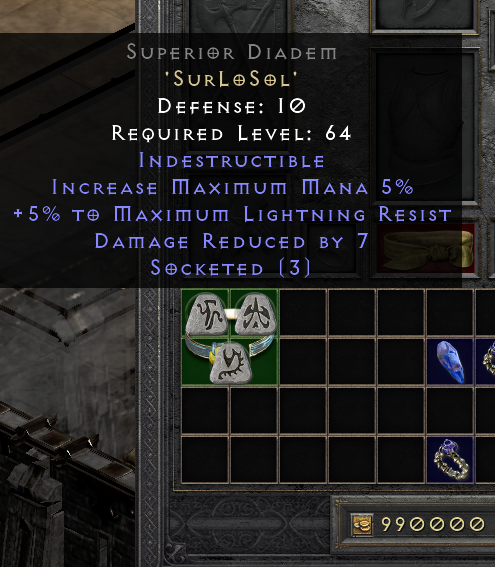 Superior Diadem
'SurLoSol'
Defense: 10
Required Level: 64
Indestructible
Increase Maximum Mana 5%
+5% to Maximum Lightning Resist
Damage Reduced by 7
Socketed (3)
990000